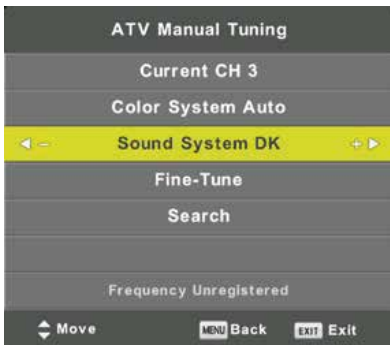 ATV Manual Tuning
Current CH 3
Color System Auto
Sound System DK
Fine-Tune
Search
Frequency Unregistered
Move MENU Back EXIT Exit